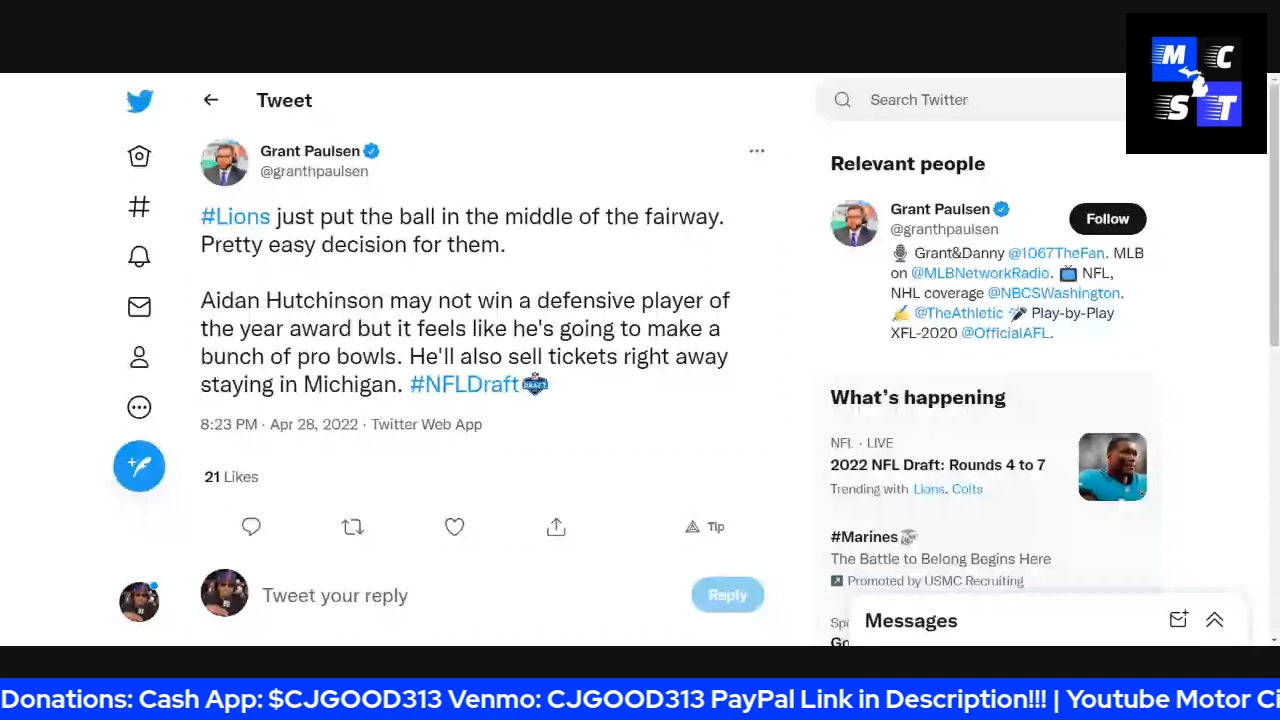 M C
S T
Tweet
Search Twitter
Grant Paulsen
@granthpaulsen
#Lions just put the ball in the middle of the fairway.
Pretty easy decision for them.
Aidan Hutchinson may not win a defensive player of
the year award but it feels like he's going to make a
bunch of pro bowls. He'll also sell tickets right away
staying in Michigan. #NFLDraft
8:23 PM · Apr 28, 2022 · Twitter Web App
21 Likes
Tip
Tweet your reply
Reply
Relevant people
Grant Paulsen
@granthpaulsen
Follow
Grant&Danny @1067TheFan. MLB
on @MLBNetworkRadio. NFL,
NHL coverage @NBCSWashington.
@TheAthletic Play-by-Play
XFL-2020 @OfficialAFL.
What's happening
NFL · LIVE
2022 NFL Draft: Rounds 4 to 7
Trending with Lions, Colts
#Marines
The Battle to Belong Begins Here
Promoted by USMC Recruiting
Messages
Donations: Cash App: $CJGOOD313 Venmo: CJGOOD313 PayPal Link in Description!!! | Youtube Motor Ci